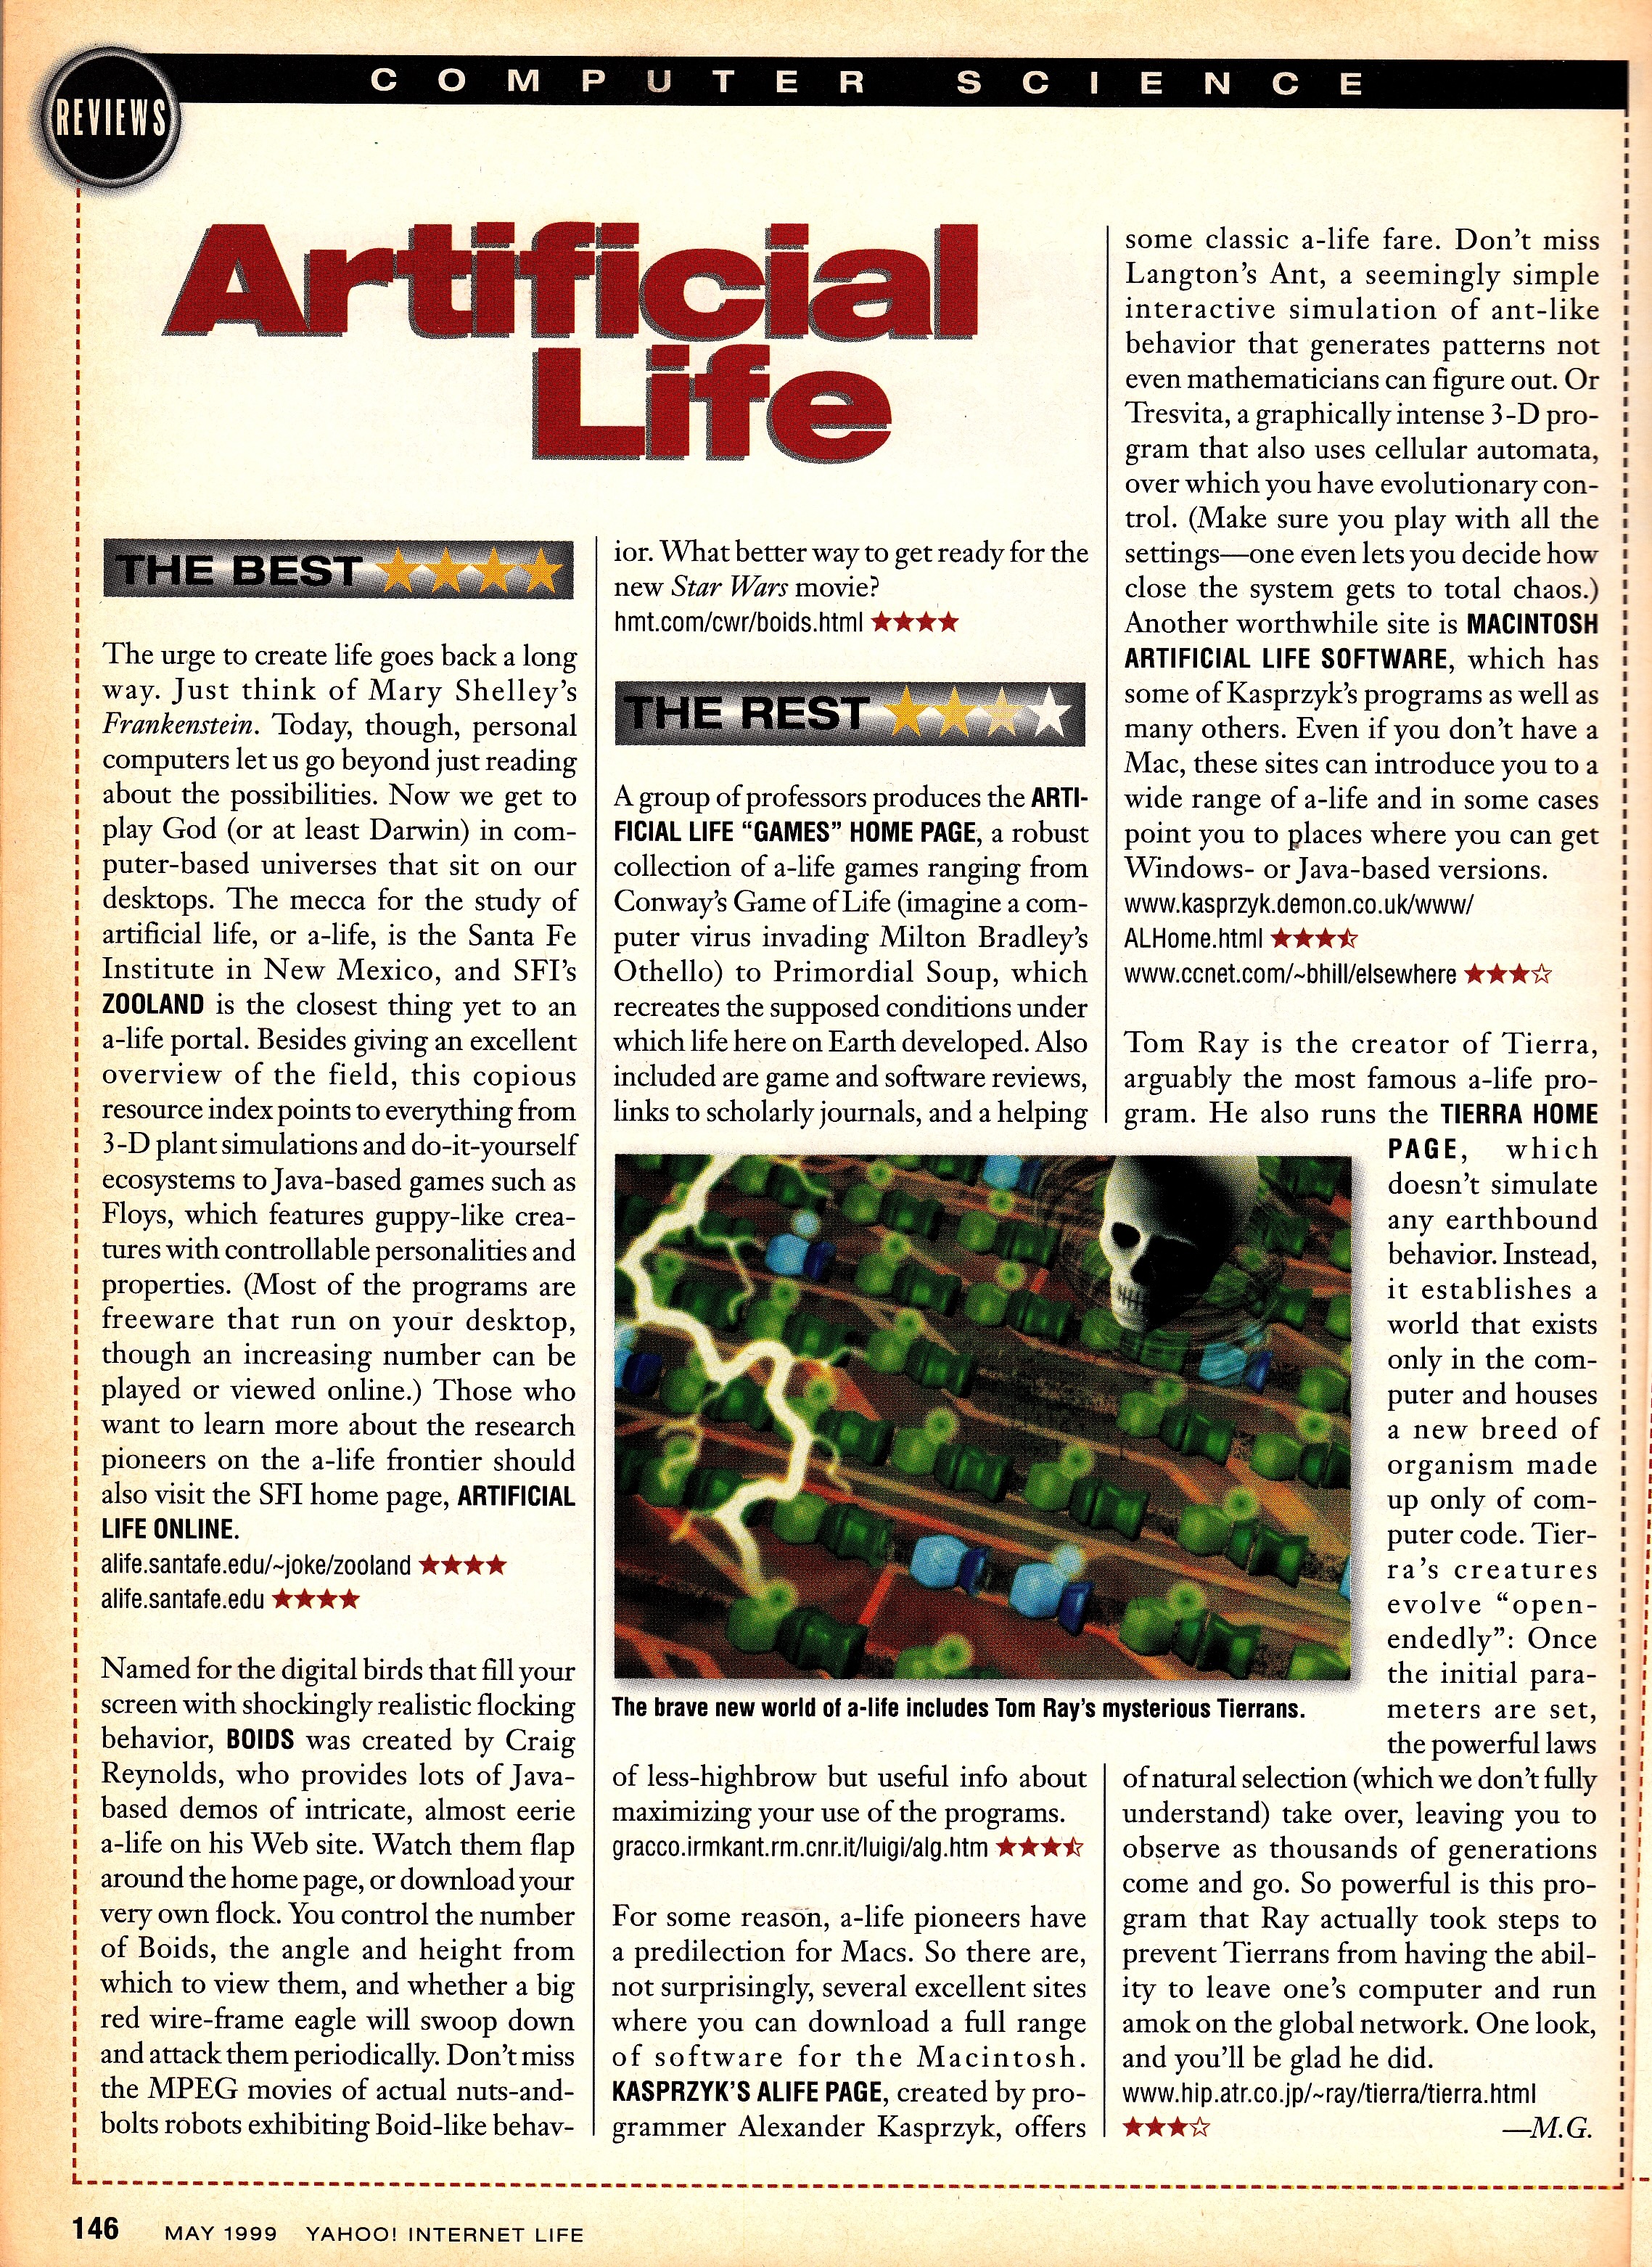 COMPUTER SCIENCE
REVIEWS
Artificial
Life
THE BEST ★★★★
The urge to create life goes back a long
way. Just think of Mary Shelley's
Frankenstein. Today, though, personal
computers let us go beyond just reading
about the possibilities. Now we get to
play God (or at least Darwin) in com-
puter-based universes that sit on our
desktops. The mecca for the study of
artificial life, or a-life, is the Santa Fe
Institute in New Mexico, and SFI's
ZOOLAND is the closest thing yet to an
a-life portal. Besides giving an excellent
overview of the field, this copious
resource index points to everything from
3-D plant simulations and do-it-yourself
ecosystems to Java-based games such as
Floys, which features guppy-like crea-
tures with controllable personalities and
properties. (Most of the programs are
freeware that run on your desktop,
though an increasing number can be
played or viewed online.) Those who
want to learn more about the research
pioneers on the a-life frontier should
also visit the SFI home page, ARTIFICIAL
LIFE ONLINE.
alife.santafe.edu/~joke/zooland ★★★★
alife.santafe.edu ★★★★
Named for the digital birds that fill your
screen with shockingly realistic flocking
behavior, BOIDS was created by Craig
Reynolds, who provides lots of Java-
based demos of intricate, almost eerie
a-life on his Web site. Watch them flap
around the home page, or download your
very own flock. You control the number
of Boids, the angle and height from
which to view them, and whether a big
red wire-frame eagle will swoop down
and attack them periodically. Don't miss
the MPEG movies of actual nuts-and-
bolts robots exhibiting Boid-like behav-
ior. What better way to get ready for the
new Star Wars movie?
hmt.com/cwr/boids.html ★★★★
THE REST ★★★★
A group of professors produces the ARTI-
FICIAL LIFE "GAMES" HOME PAGE, a robust
collection of a-life games ranging from
Conway's Game of Life (imagine a com-
puter virus invading Milton Bradley's
Othello) to Primordial Soup, which
recreates the supposed conditions under
which life here on Earth developed. Also
included are game and software reviews,
links to scholarly journals, and a helping
The brave new world of a-life includes Tom Ray's mysterious Tierrans.
of less-highbrow but useful info about
maximizing your use of the programs.
gracco.irmkant.rm.cnr.it/luigi/alg.htm ★★★⯪
For some reason, a-life pioneers have
a predilection for Macs. So there are,
not surprisingly, several excellent sites
where you can download a full range
of software for the Macintosh.
KASPRZYK'S ALIFE PAGE, created by pro-
grammer Alexander Kasprzyk, offers
some classic a-life fare. Don't miss
Langton's Ant, a seemingly simple
interactive simulation of ant-like
behavior that generates patterns not
even mathematicians can figure out. Or
Tresvita, a graphically intense 3-D pro-
gram that also uses cellular automata,
over which you have evolutionary con-
trol. (Make sure you play with all the
settings—one even lets you decide how
close the system gets to total chaos.)
Another worthwhile site is MACINTOSH
ARTIFICIAL LIFE SOFTWARE, which has
some of Kasprzyk's programs as well as
many others. Even if you don't have a
Mac, these sites can introduce you to a
wide range of a-life and in some cases
point you to places where you can get
Windows- or Java-based versions.
www.kasprzyk.demon.co.uk/www/
ALHome.html ★★★⯪
www.ccnet.com/~bhill/elsewhere ★★★☆
Tom Ray is the creator of Tierra,
arguably the most famous a-life pro-
gram. He also runs the TIERRA HOME
PAGE, which
doesn't simulate
any earthbound
behavior. Instead,
it establishes a
world that exists
only in the com-
puter and houses
a new breed of
organism made
up only of com-
puter code. Tier-
ra's creatures
evolve "open-
endedly": Once
the initial para-
meters are set,
the powerful laws
of natural selection (which we don't fully
understand) take over, leaving you to
observe as thousands of generations
come and go. So powerful is this pro-
gram that Ray actually took steps to
prevent Tierrans from having the abil-
ity to leave one's computer and run
amok on the global network. One look,
and you'll be glad he did.
www.hip.atr.co.jp/~ray/tierra/tierra.html
★★★☆
—M.G.
146 MAY 1999 YAHOO! INTERNET LIFE